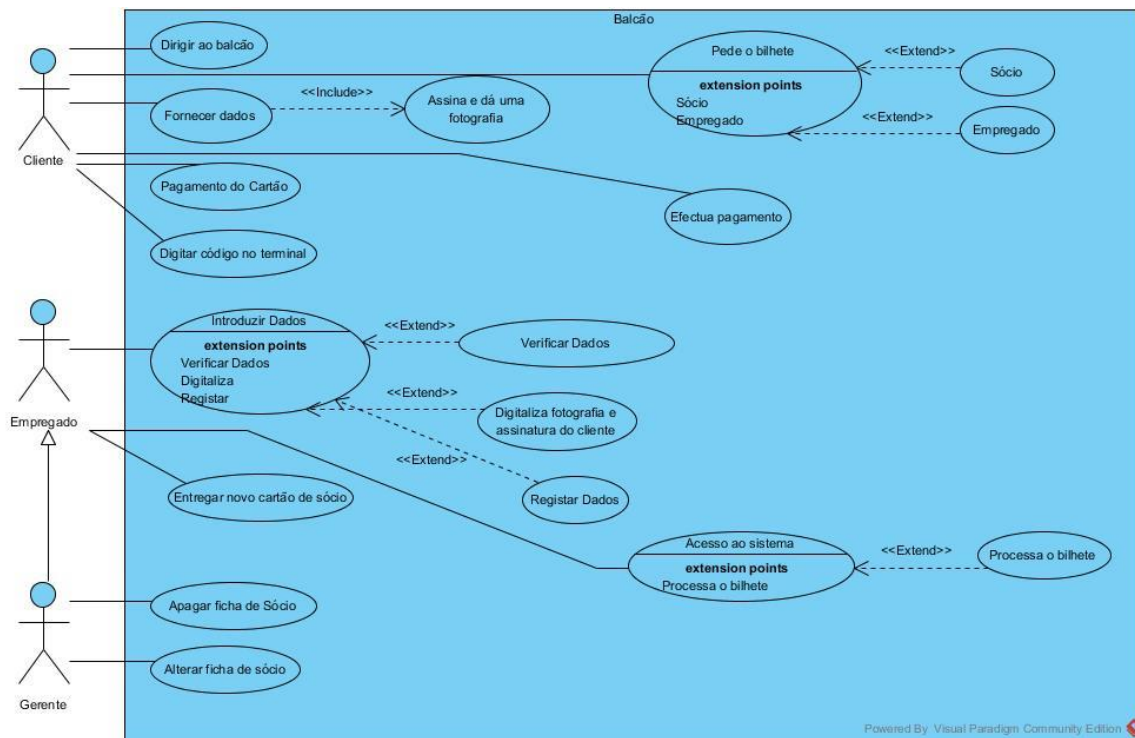 Balcão
Dirigir ao balcão
Pede o bilhete
<<Extend>>
Sócio
extension points
Sócio
Empregado
<<Include>>
Assina e dá uma
fotografia
Fornecer dados
<<Extend>>
Empregado
Cliente
Pagamento do Cartão
Efectua pagamento
Digitar código no terminal
Introduzir Dados
extension points
Verificar Dados
Digitaliza
Registar
<<Extend>>
Verificar Dados
<<Extend>>
Digitaliza fotografia e
assinatura do cliente
Empregado
<<Extend>>
Registar Dados
Entregar novo cartão de sócio
Acesso ao sistema
extension points
Processa o bilhete
<<Extend>>
Processa o bilhete
Apagar ficha de Sócio
Alterar ficha de sócio
Gerente
Powered By Visual Paradigm Community Edition